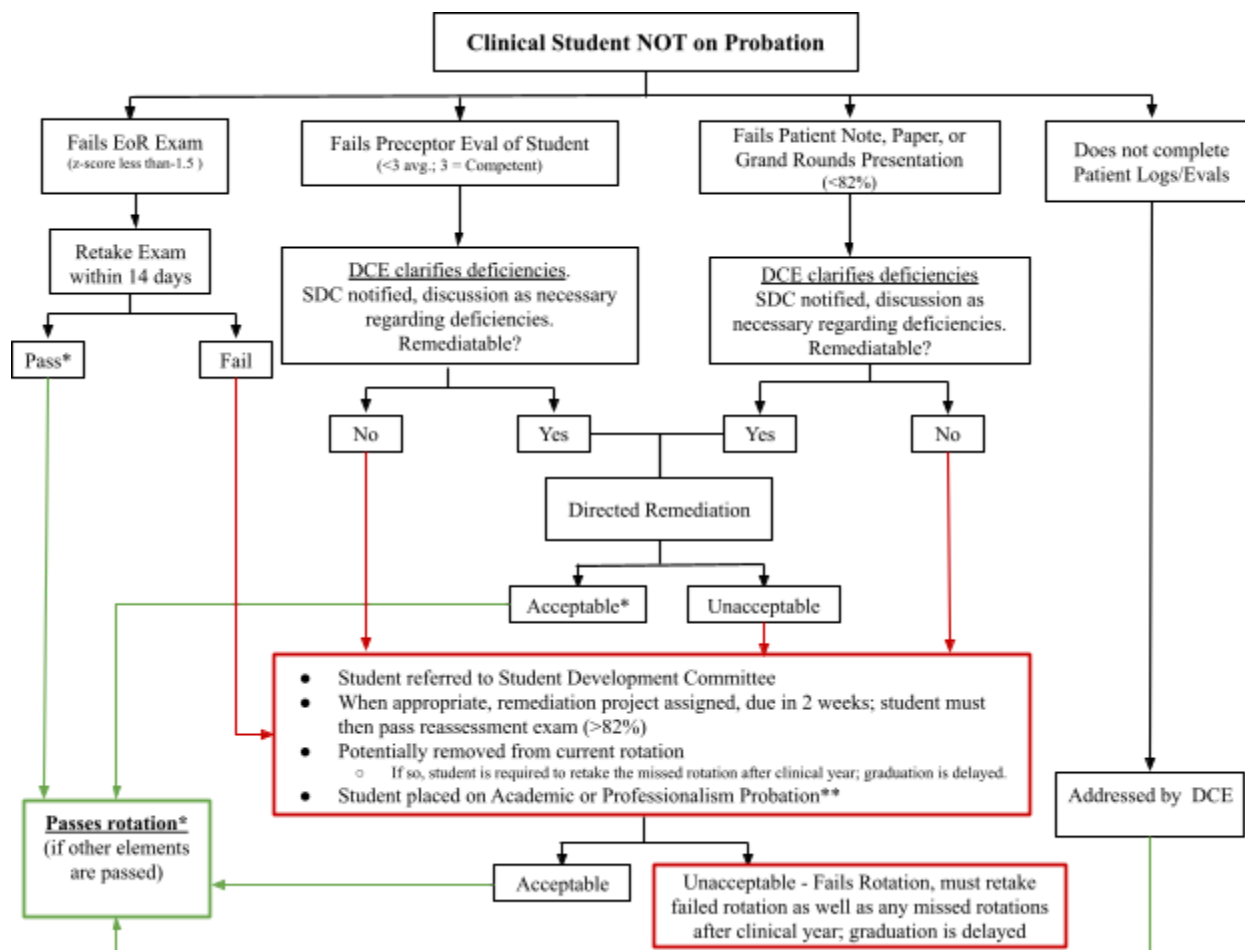 Clinical Student NOT on Probation
Fails EoR Exam
(z-score less than-1.5 )
Fails Preceptor Eval of Student
(<3 avg.; 3 = Competent)
Fails Patient Note, Paper, or
Grand Rounds Presentation
(<82%)
Does not complete
Patient Logs/Evals
Retake Exam
within 14 days
DCE clarifies deficiencies.
SDC notified, discussion as necessary
regarding deficiencies.
Remediatable?
DCE clarifies deficiencies
SDC notified, discussion as
necessary regarding deficiencies.
Remediatable?
Pass*
Fail
No
Yes
Yes
No
Directed Remediation
Acceptable*
Unacceptable
● Student referred to Student Development Committee
● When appropriate, remediation project assigned, due in 2 weeks; student must
then pass reassessment exam (>82%)
● Potentially removed from current rotation
○ If so, student is required to retake the missed rotation after clinical year; graduation is delayed.
● Student placed on Academic or Professionalism Probation**
Addressed by DCE
Passes rotation*
(if other elements
are passed)
Acceptable
Unacceptable - Fails Rotation, must retake
failed rotation as well as any missed rotations
after clinical year; graduation is delayed